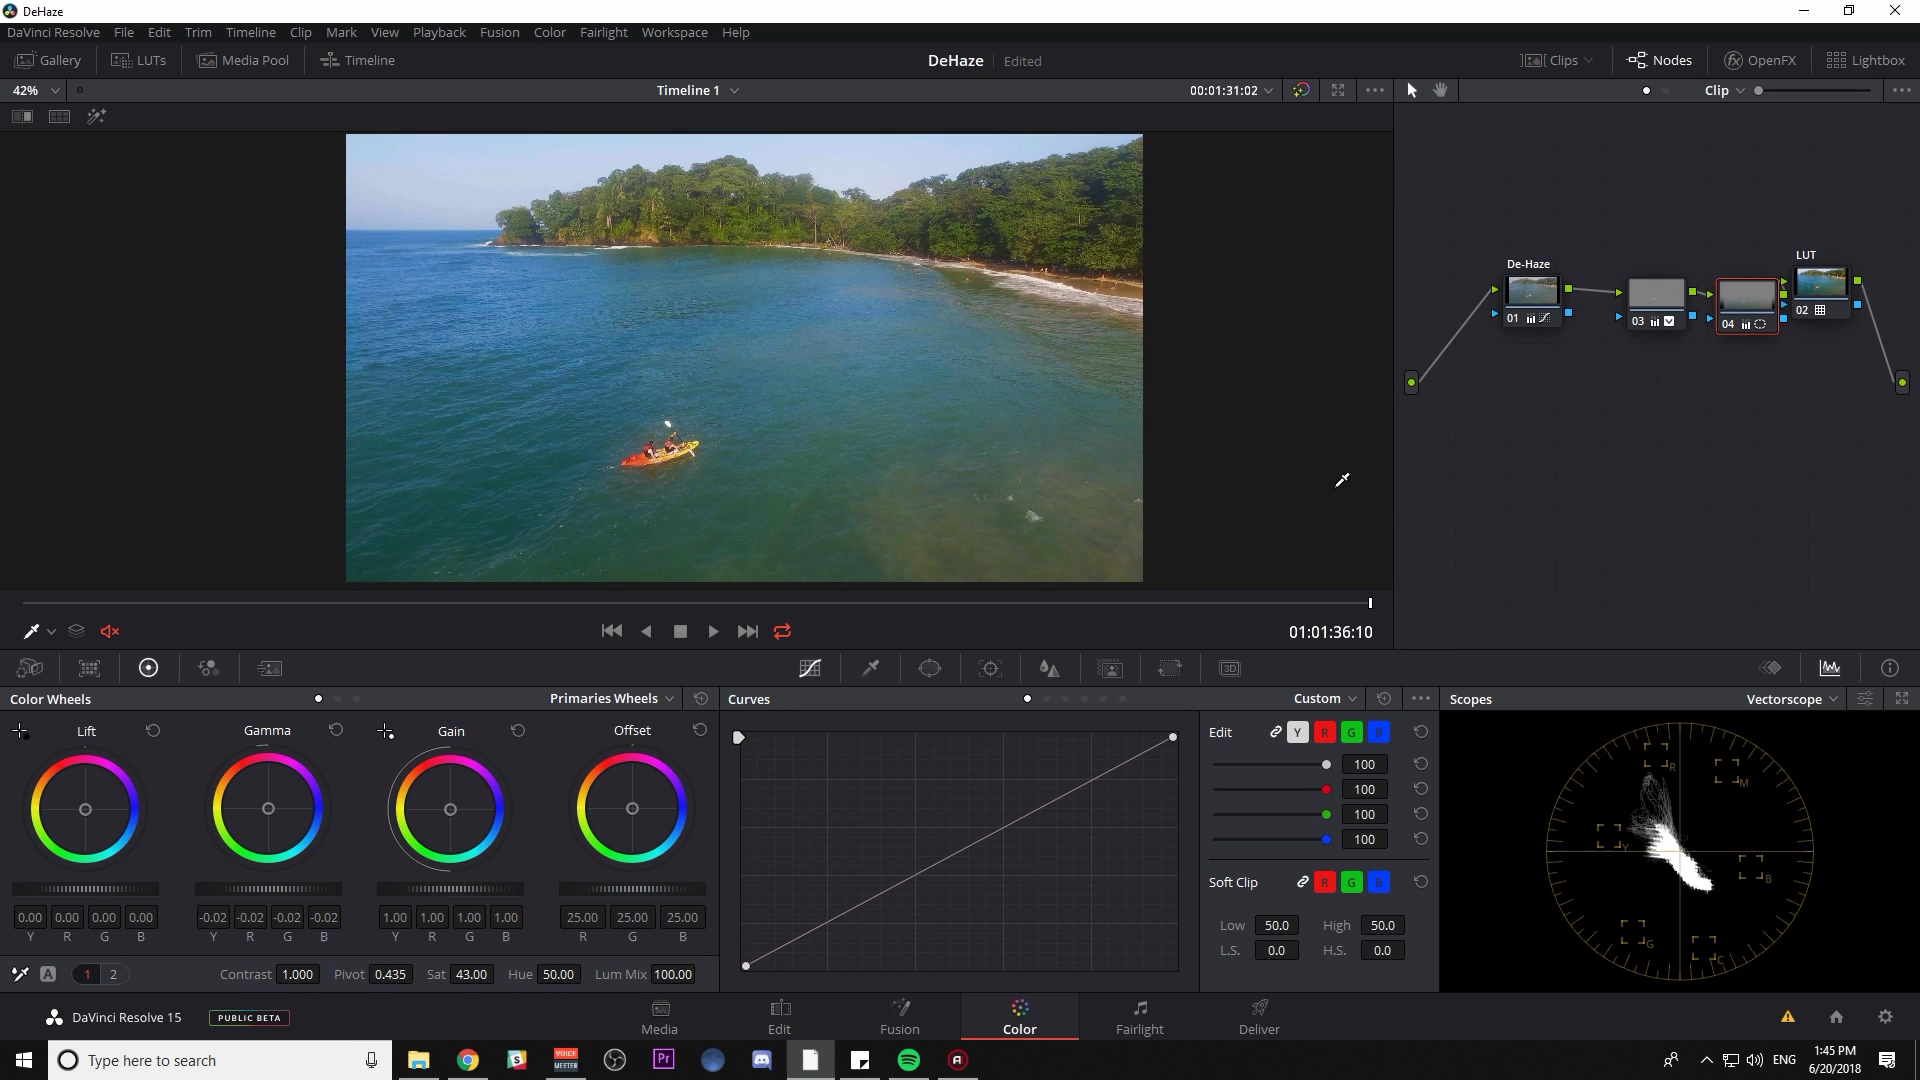 DeHaze
DaVinci Resolve File Edit Trim Timeline Clip Mark View Playback Fusion Color Fairlight Workspace Help
Gallery LUTs Media Pool Timeline DeHaze Edited Clips Nodes OpenFX Lightbox
42% Timeline 1 00:01:31:02 Clip
LUT
De-Haze
02
01
03
04
01:01:36:10
3D
Color Wheels Primaries Wheels Curves Custom Scopes Vectorscope
Lift Gamma Gain Offset
Edit Y R G B
100
100
100
100
Soft Clip R G B
Low 50.0 High 50.0
L.S. 0.0 H.S. 0.0
R M
Y B
G C
0.00 0.00 0.00 0.00 -0.02 -0.02 -0.02 -0.02 1.00 1.00 1.00 1.00 25.00 25.00 25.00
Y R G B Y R G B Y R G B R G B
A 1 2 Contrast 1.000 Pivot 0.435 Sat 43.00 Hue 50.00 Lum Mix 100.00
DaVinci Resolve 15 PUBLIC BETA Media Edit Fusion Color Fairlight Deliver
Type here to search VOICE MEETER Pr ENG 1:45 PM
6/20/2018